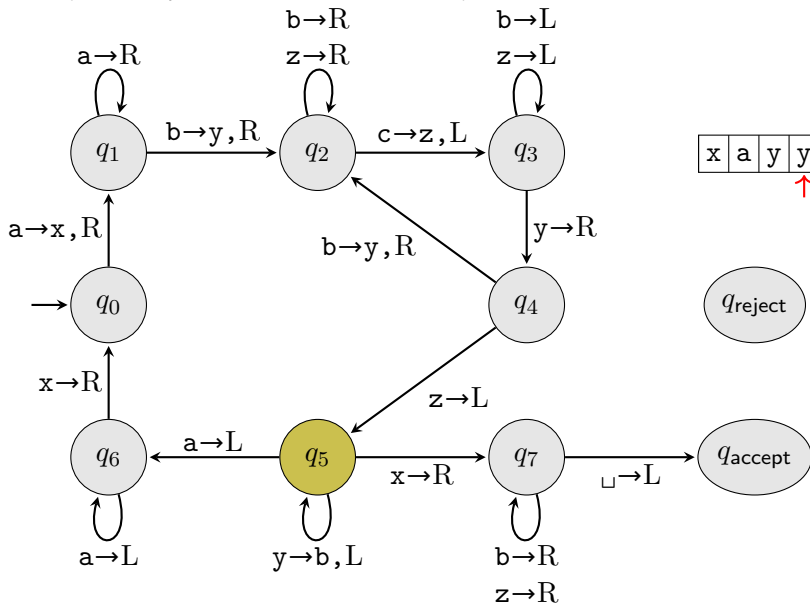 b→R
b→L
a→R
z→R
z→L
q1
b→y,R
q2
c→z,L
q3
x a y y
a→x,R
b→y,R
y→R
q0
q4
qreject
x→R
z→L
q6
a→L
q5
x→R
q7
␣→L
qaccept
a→L
y→b,L
b→R
z→R